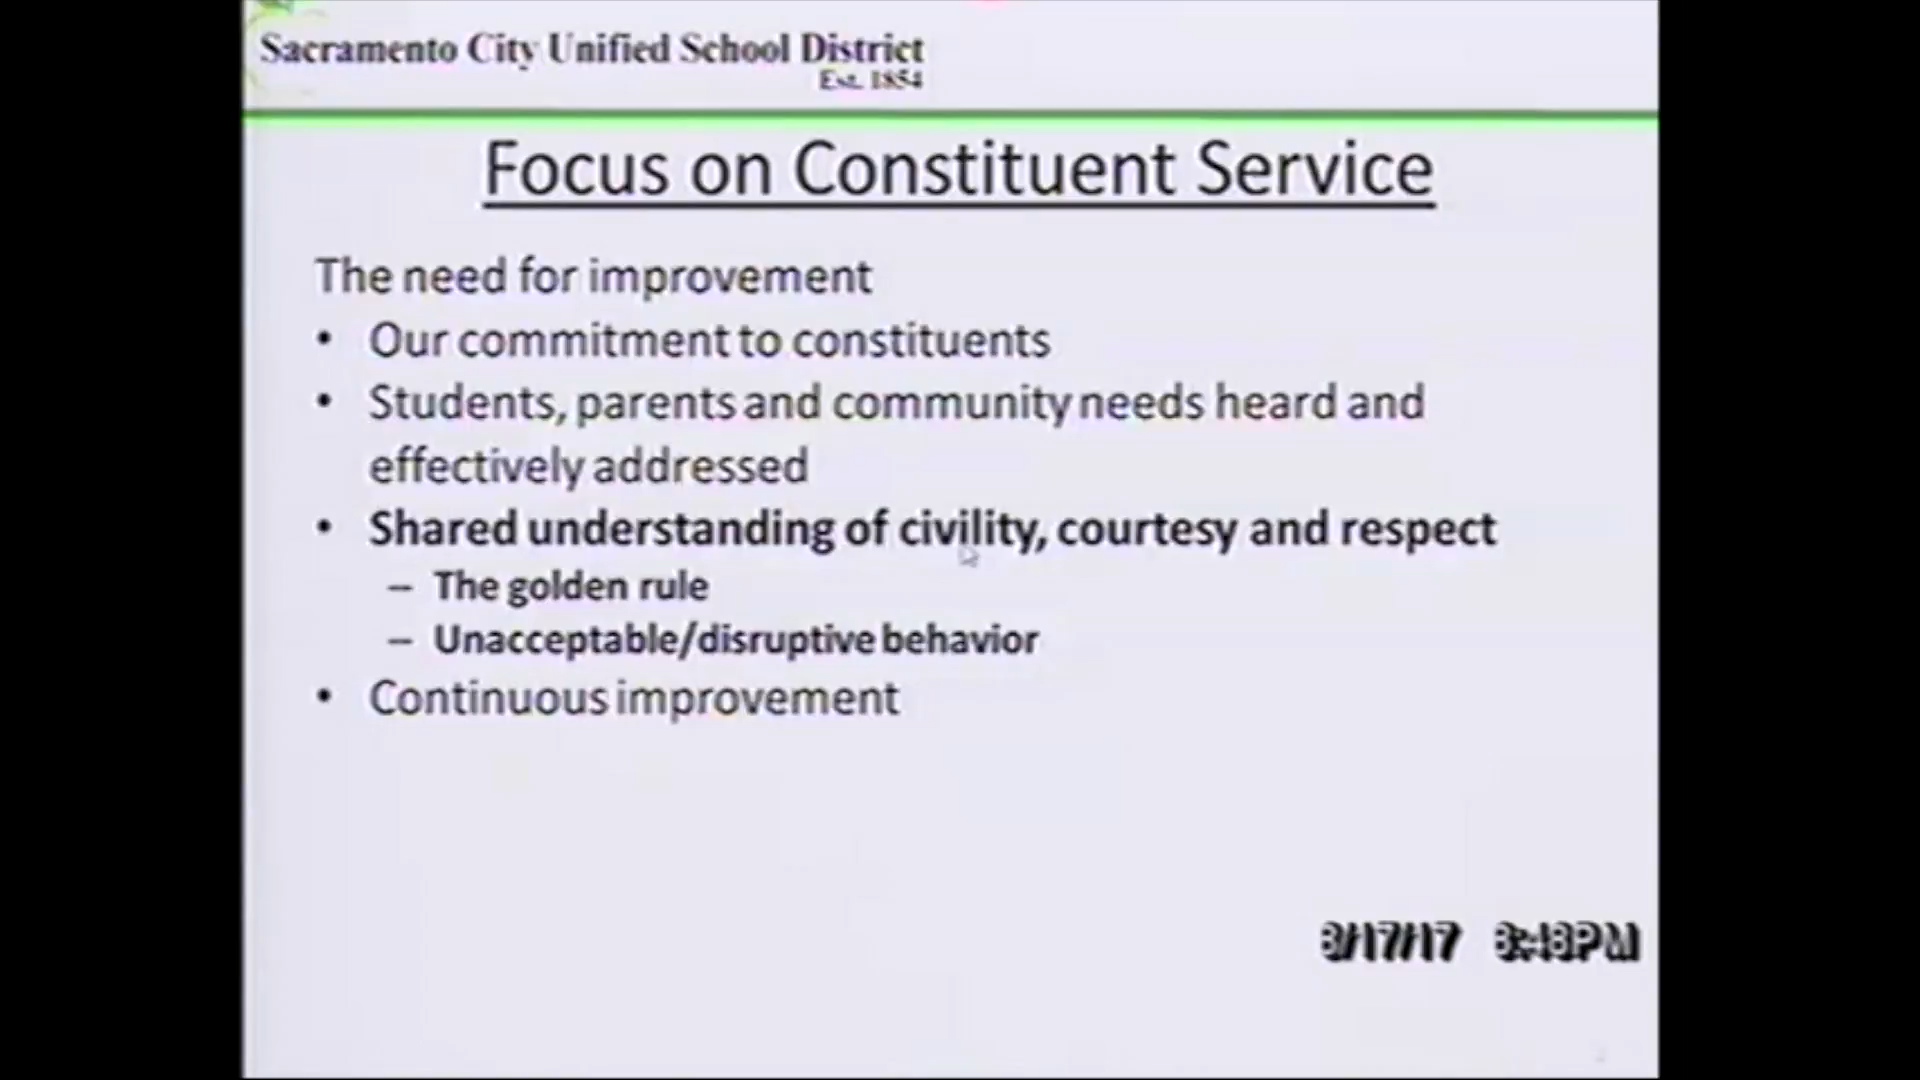 Sacramento City Unified School District
Est. 1854
Focus on Constituent Service
The need for improvement
• Our commitment to constituents
• Students, parents and community needs heard and
effectively addressed
• Shared understanding of civility, courtesy and respect
– The golden rule
– Unacceptable/disruptive behavior
• Continuous improvement